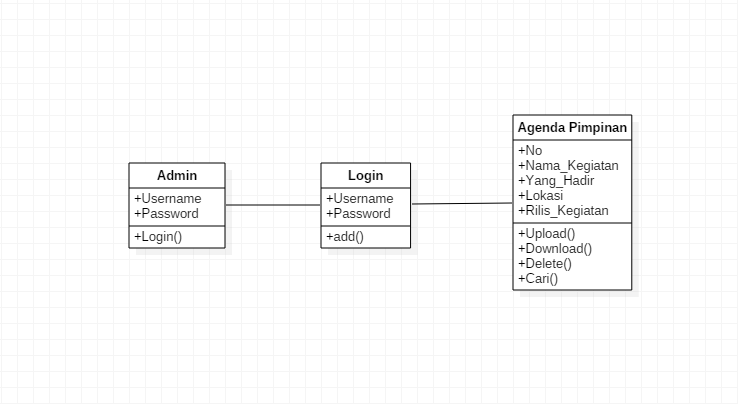 Admin
+Username
+Password
+Login()
Login
+Username
+Password
+add()
Agenda Pimpinan
+No
+Nama_Kegiatan
+Yang_Hadir
+Lokasi
+Rilis_Kegiatan
+Upload()
+Download()
+Delete()
+Cari()